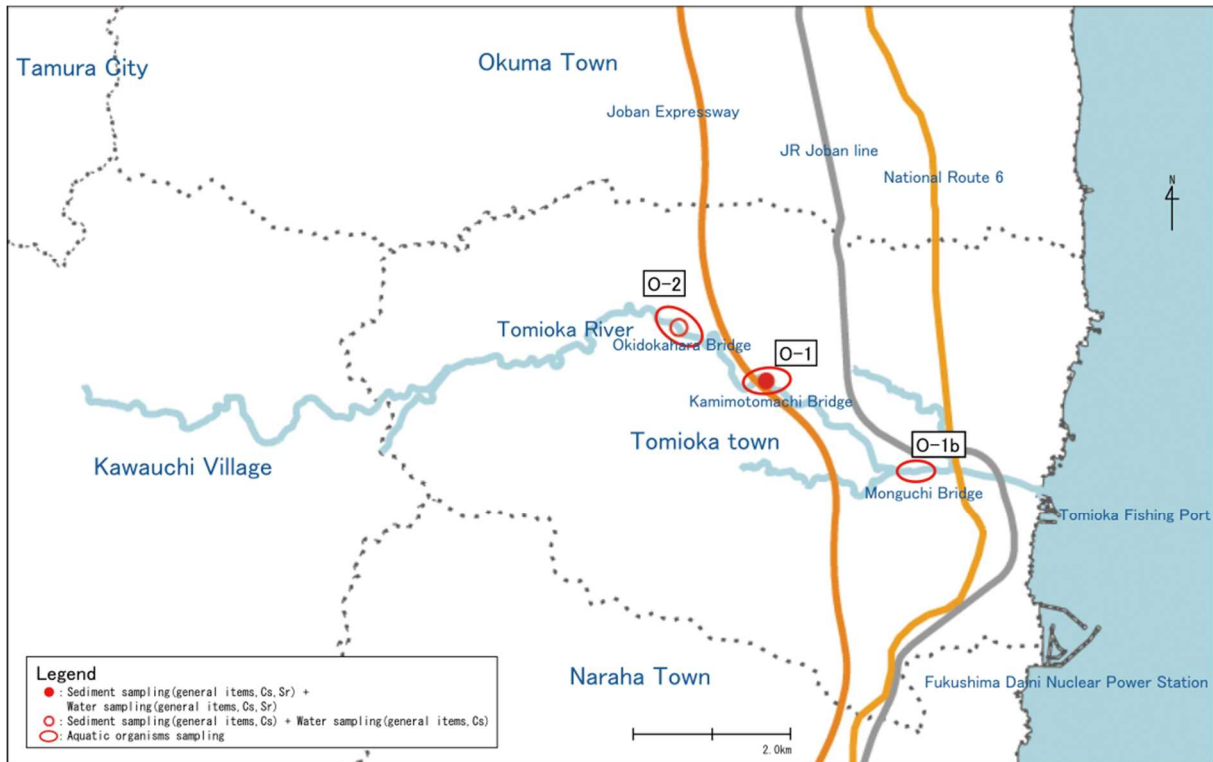 Tamura City
Okuma Town
Joban Expressway
JR Joban line
National Route 6
N
O-2
Tomioka River
Okidokahara Bridge
O-1
Kamimotomachi Bridge
Tomioka town
O-1b
Kawauchi Village
Monguchi Bridge
Tomioka Fishing Port
Naraha Town
Fukushima Daini Nuclear Power Station
Legend
: Sediment sampling(general items,Cs,Sr) +
Water sampling(general items,Cs,Sr)
: Sediment sampling(general items,Cs) + Water sampling(general items,Cs)
: Aquatic organisms sampling
2.0km